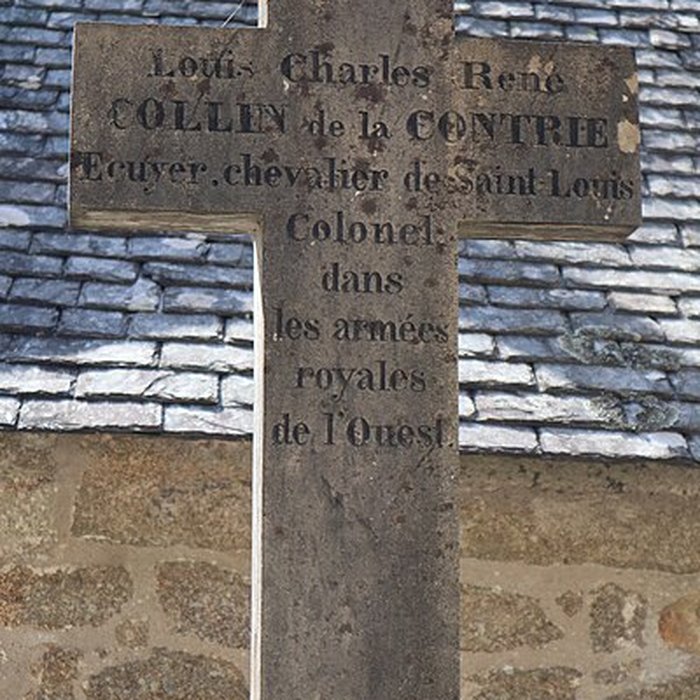 Louis Charles René
COLLIN de la CONTRIE
Ecuyer, chevalier de Saint-Louis
Colonel
dans
les armées
royales
de l'Ouest